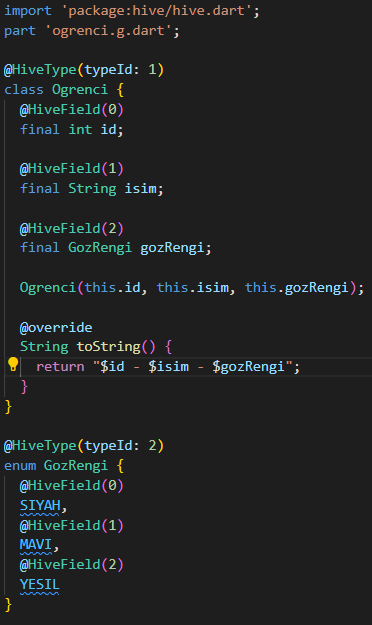 import 'package:hive/hive.dart';
part 'ogrenci.g.dart';

@HiveType(typeId: 1)
class Ogrenci {
  @HiveField(0)
  final int id;

  @HiveField(1)
  final String isim;

  @HiveField(2)
  final GozRengi gozRengi;

  Ogrenci(this.id, this.isim, this.gozRengi);

  @override
  String toString() {
    return "$id - $isim - $gozRengi";
  }
}

@HiveType(typeId: 2)
enum GozRengi {
  @HiveField(0)
  SIYAH,
  @HiveField(1)
  MAVI,
  @HiveField(2)
  YESIL
}